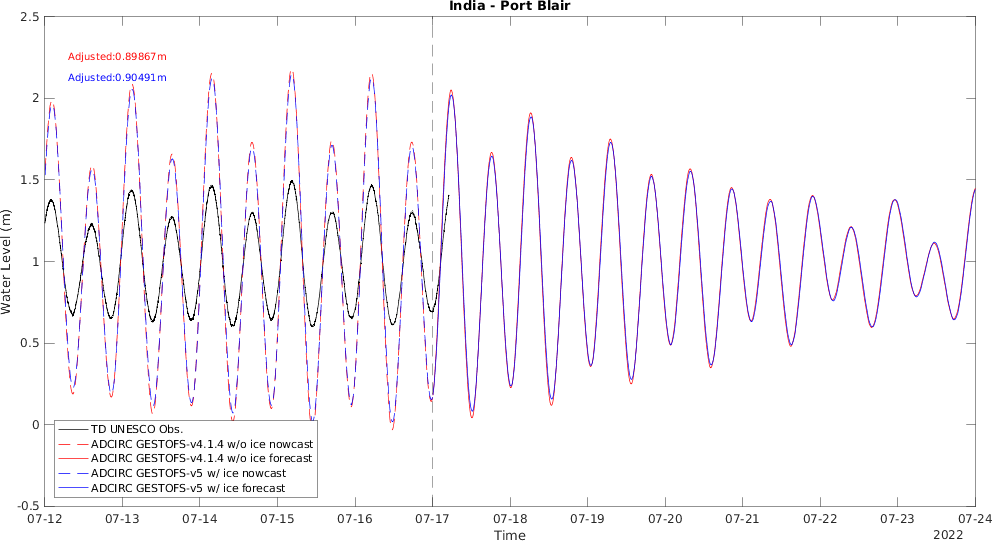 India - Port Blair
2.5
2
1.5
1
0.5
0
-0.5
Water Level (m)
Adjusted:0.89867m
Adjusted:0.90491m
TD UNESCO Obs.
ADCIRC GESTOFS-v4.1.4 w/o ice nowcast
ADCIRC GESTOFS-v4.1.4 w/o ice forecast
ADCIRC GESTOFS-v5 w/ ice nowcast
ADCIRC GESTOFS-v5 w/ ice forecast
07-12 07-13 07-14 07-15 07-16 07-17 07-18 07-19 07-20 07-21 07-22 07-23 07-24
Time
2022